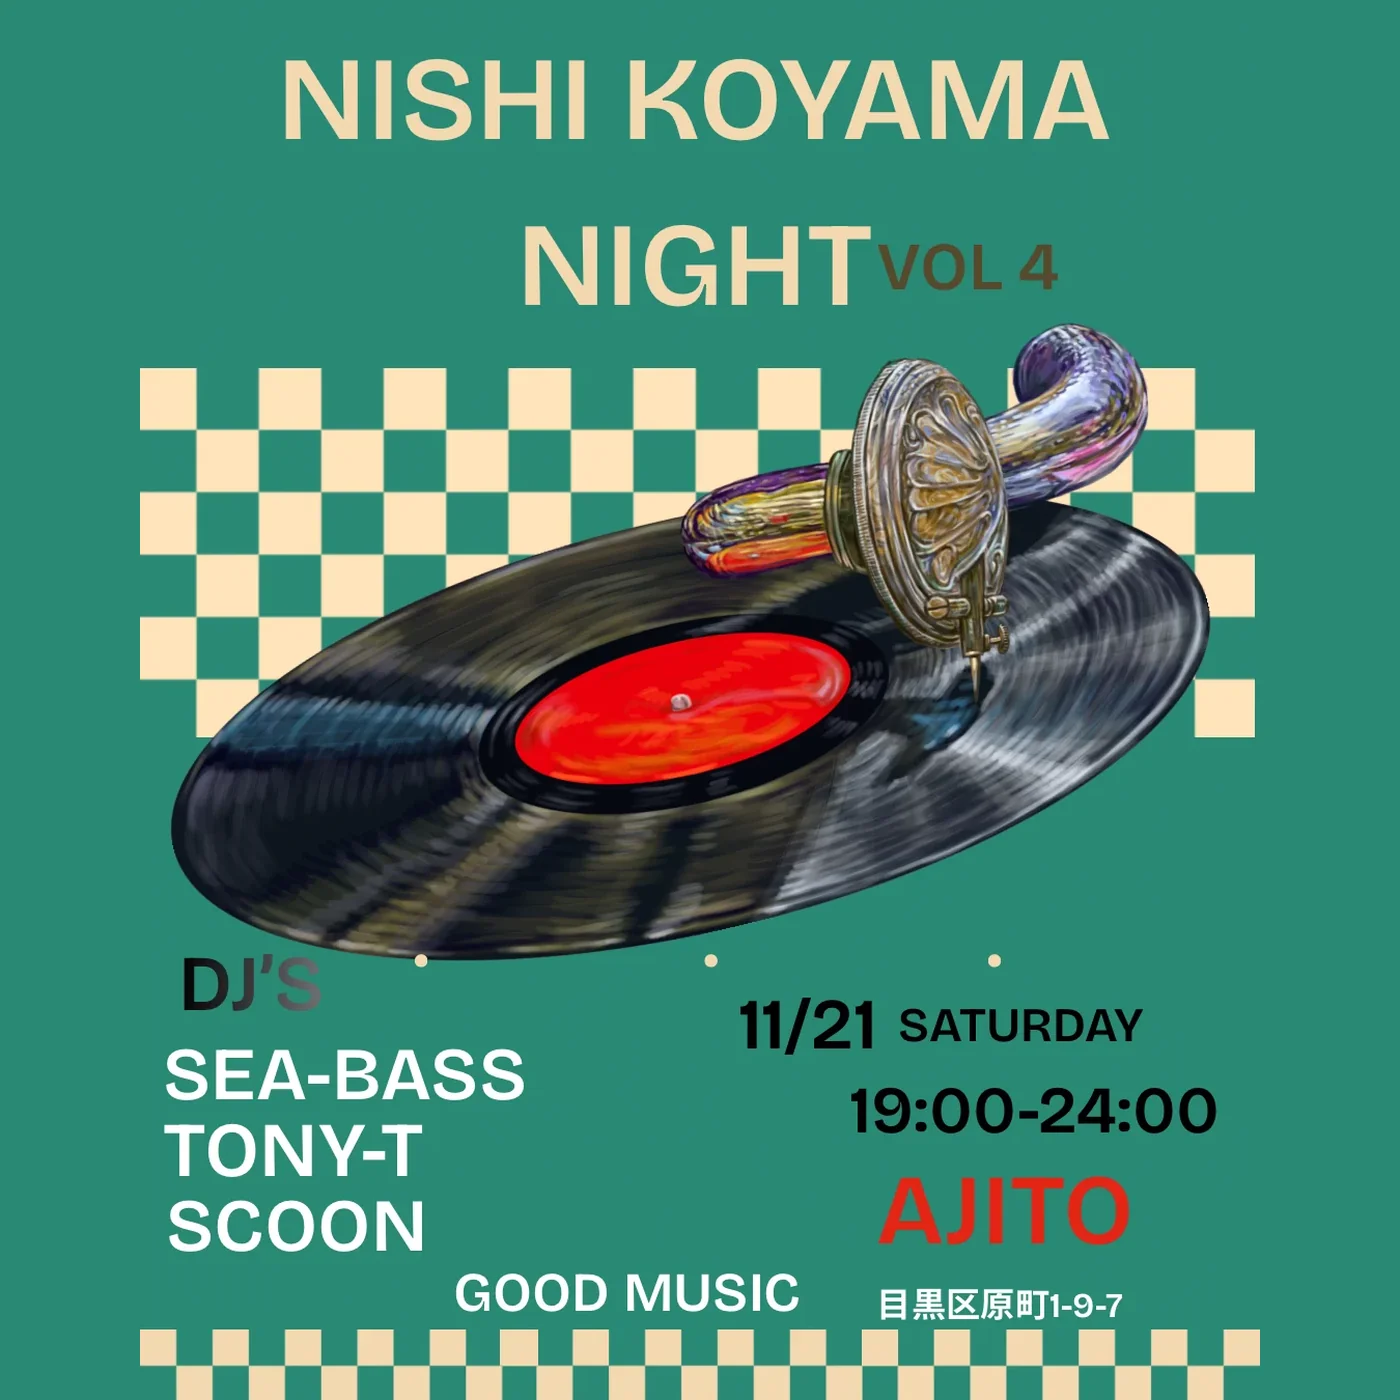 NISHI KOYAMA
NIGHT VOL 4
DJ'S
SEA-BASS
TONY-T
SCOON
GOOD MUSIC
11/21 SATURDAY
19:00-24:00
AJITO
目黒区原町1-9-7